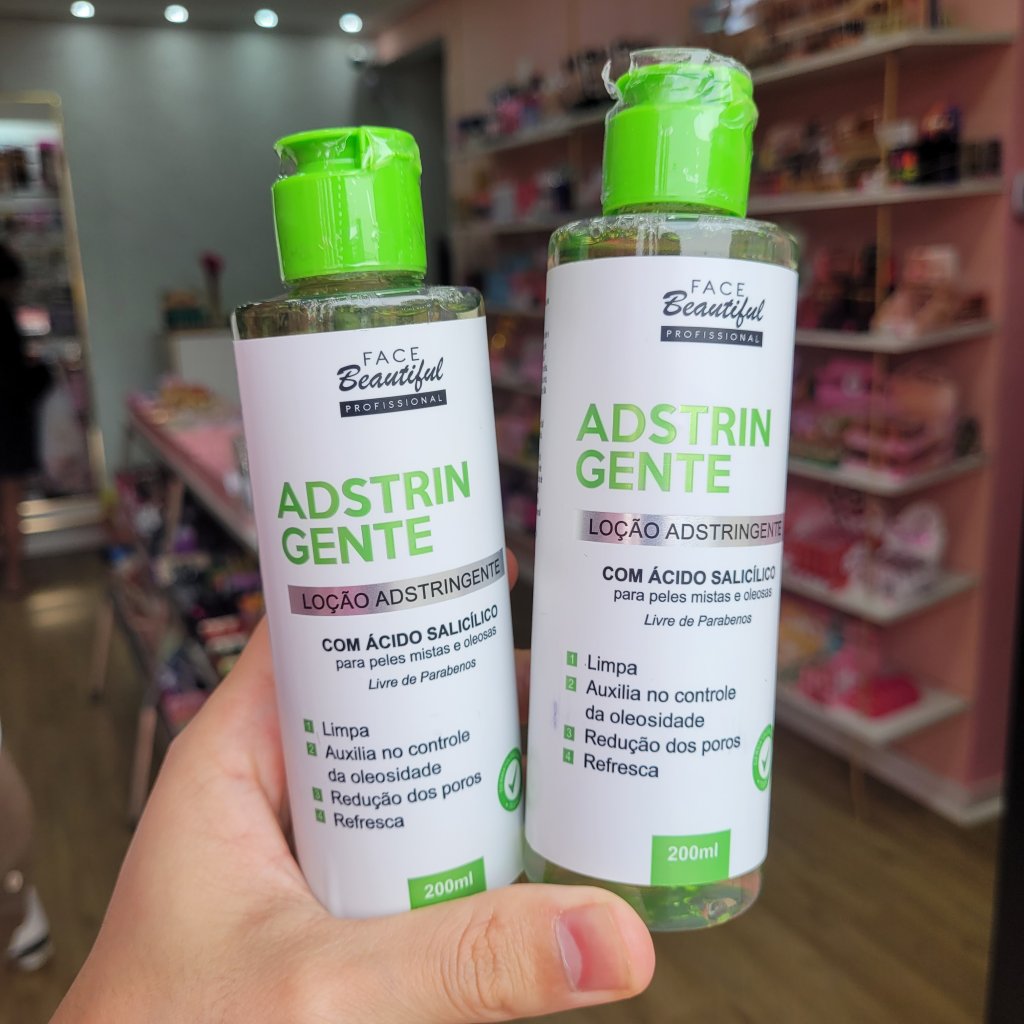 FACE
Beautiful
PROFISSIONAL
ADSTRIN
GENTE
LOÇÃO ADSTRINGENTE
COM ÁCIDO SALICÍLICO
para peles mistas e oleosas
Livre de Parabenos
1 Limpa
2 Auxilia no controle
da oleosidade
3 Redução dos poros
4 Refresca
200ml
FACE
Beautiful
PROFISSIONAL
ADSTRIN
GENTE
LOÇÃO ADSTRINGENTE
COM ÁCIDO SALICÍLICO
para peles mistas e oleosas
Livre de Parabenos
1 Limpa
2 Auxilia no controle
da oleosidade
3 Redução dos poros
4 Refresca
200ml